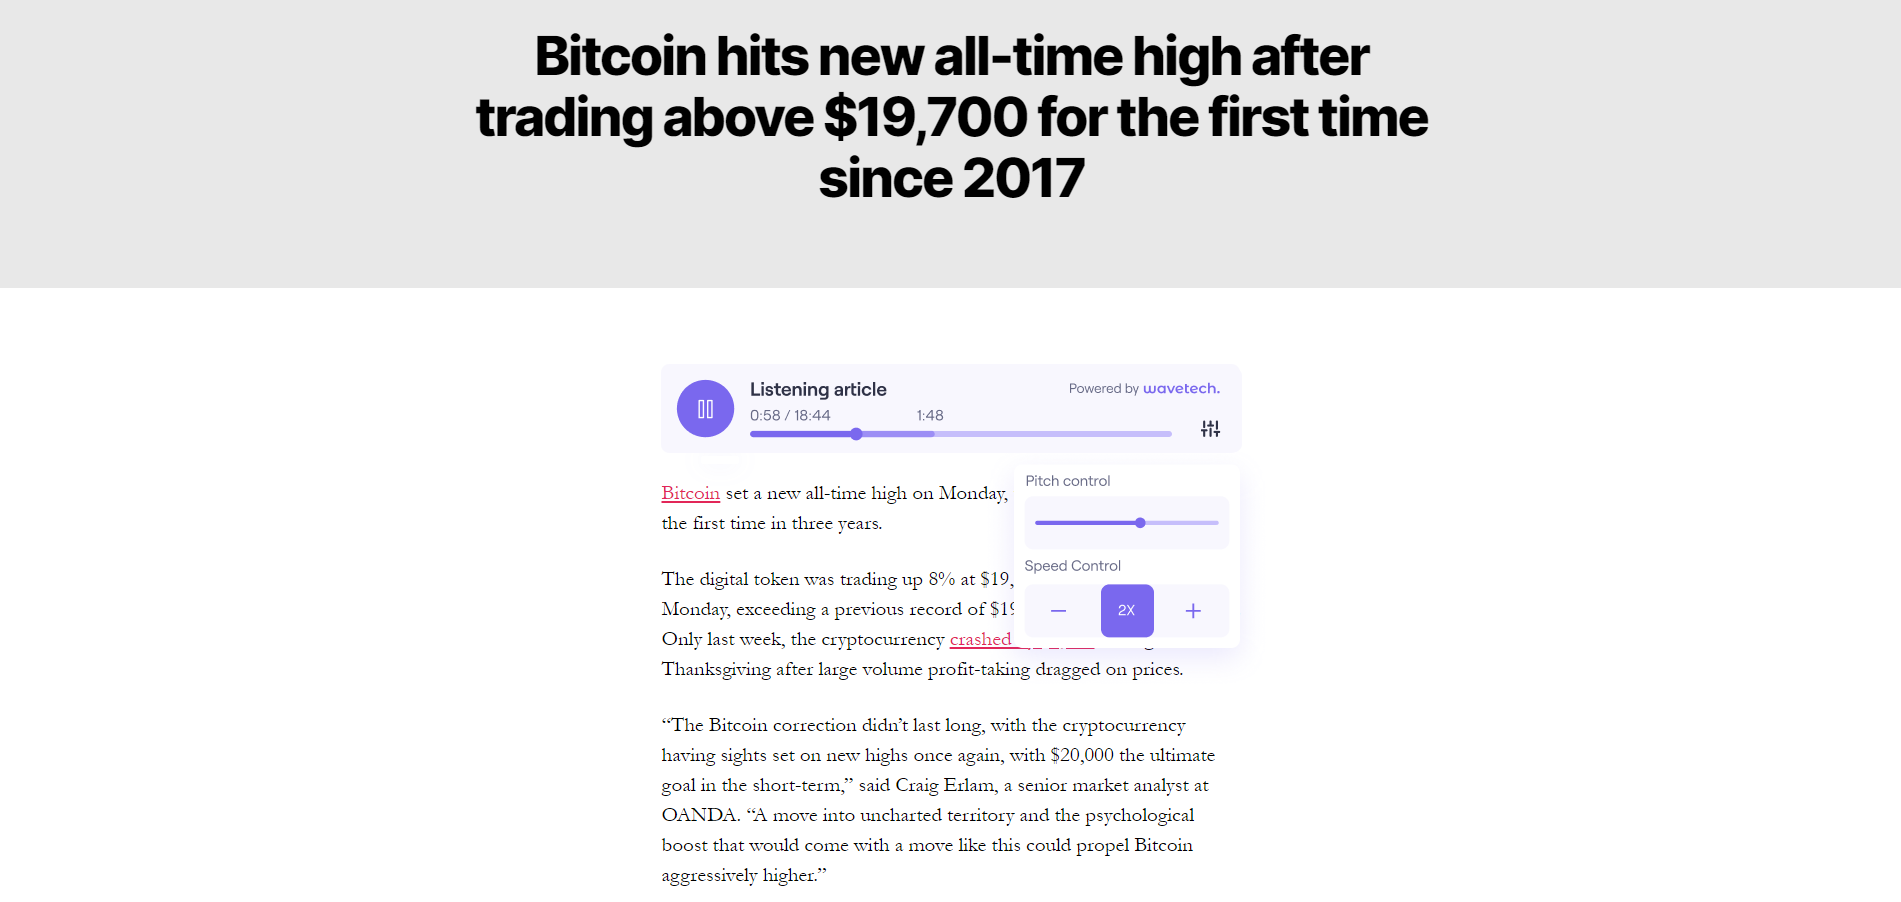 Bitcoin hits new all-time high after
trading above $19,700 for the first time
since 2017
Listening article
Powered by wavetech.
0:58 / 18:44
1:48
Bitcoin set a new all-time high on Monday,
the first time in three years.
Pitch control
The digital token was trading up 8% at $19,
Monday, exceeding a previous record of $19
Only last week, the cryptocurrency crashed
Thanksgiving after large volume profit-taking dragged on prices.
Speed Control
2X
“The Bitcoin correction didn’t last long, with the cryptocurrency
having sights set on new highs once again, with $20,000 the ultimate
goal in the short-term,” said Craig Erlam, a senior market analyst at
OANDA. “A move into uncharted territory and the psychological
boost that would come with a move like this could propel Bitcoin
aggressively higher.”